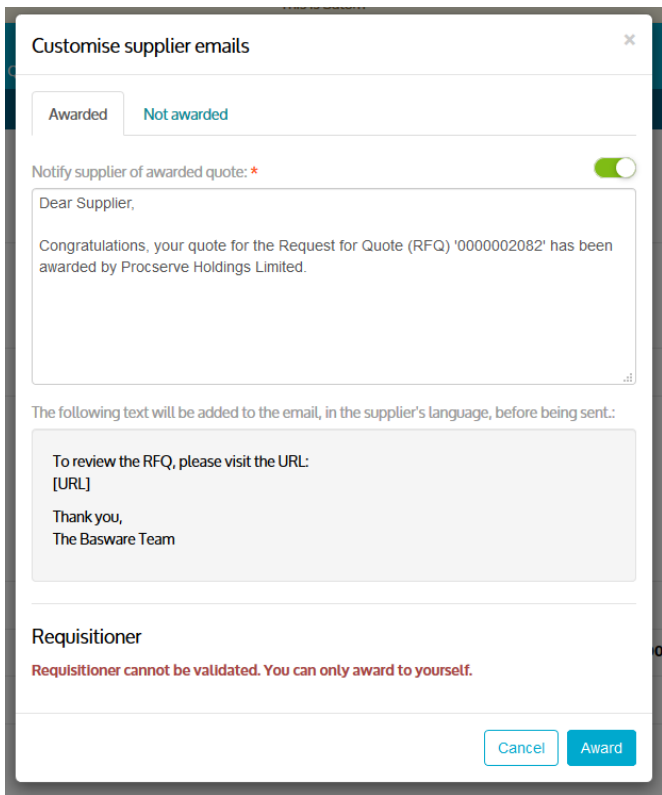 Customise supplier emails
×
Awarded
Not awarded
Notify supplier of awarded quote: *
Dear Supplier,
Congratulations, your quote for the Request for Quote (RFQ) '0000002082' has been
awarded by Procserve Holdings Limited.
The following text will be added to the email, in the supplier's language, before being sent.:
To review the RFQ, please visit the URL:
[URL]
Thank you,
The Basware Team
Requisitioner
Requisitioner cannot be validated. You can only award to yourself.
Cancel
Award